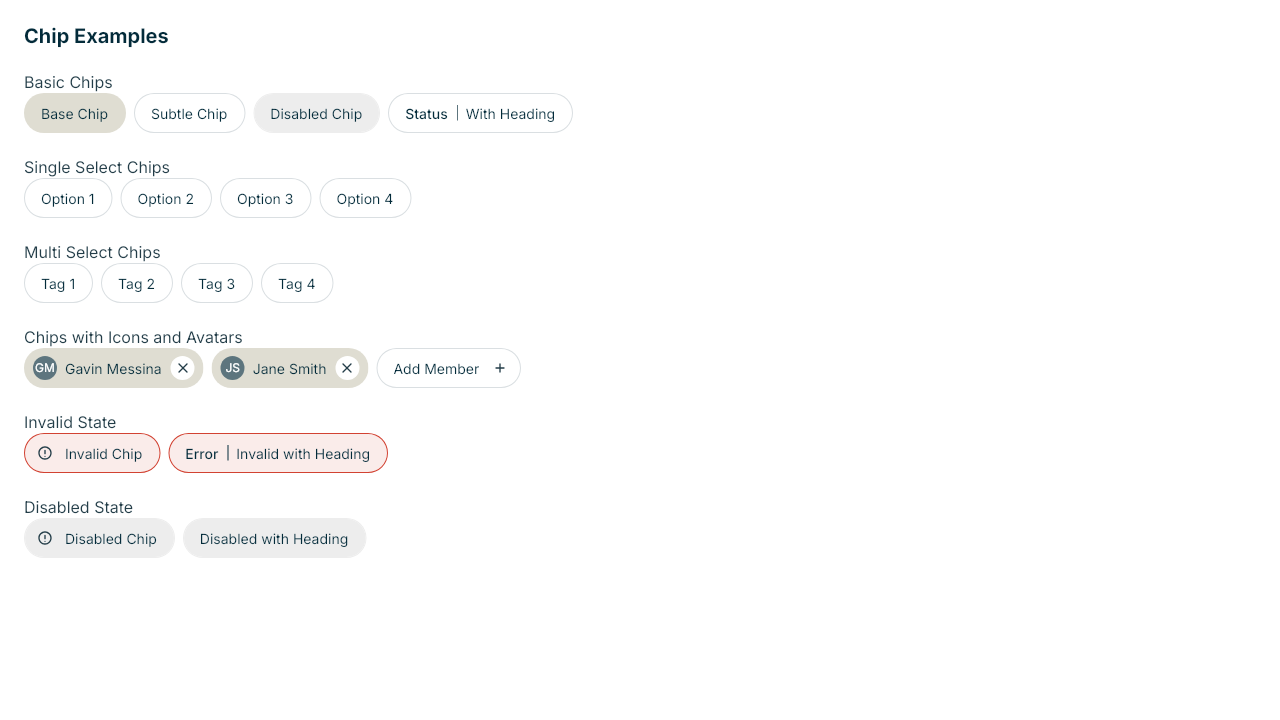 Chip Examples
Basic Chips
Base Chip Subtle Chip Disabled Chip Status | With Heading
Single Select Chips
Option 1 Option 2 Option 3 Option 4
Multi Select Chips
Tag 1 Tag 2 Tag 3 Tag 4
Chips with Icons and Avatars
GM Gavin Messina JS Jane Smith Add Member +
Invalid State
Invalid Chip Error | Invalid with Heading
Disabled State
Disabled Chip Disabled with Heading